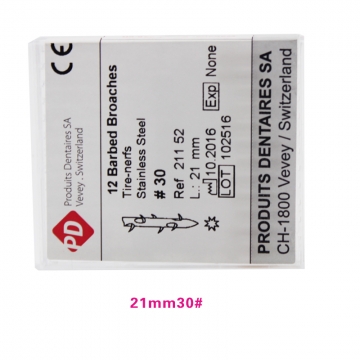 PD
Produits Dentaires SA
Vevey . Switzerland
CE
12 Barbed Broaches
Tire-nerfs
Stainless Steel
# 30
Ref 211 52
L.: 21 mm
10.2016
LOT 102516
Exp None
PRODUITS DENTAIRES SA
CH-1800 Vevey / Switzerland
21mm30#